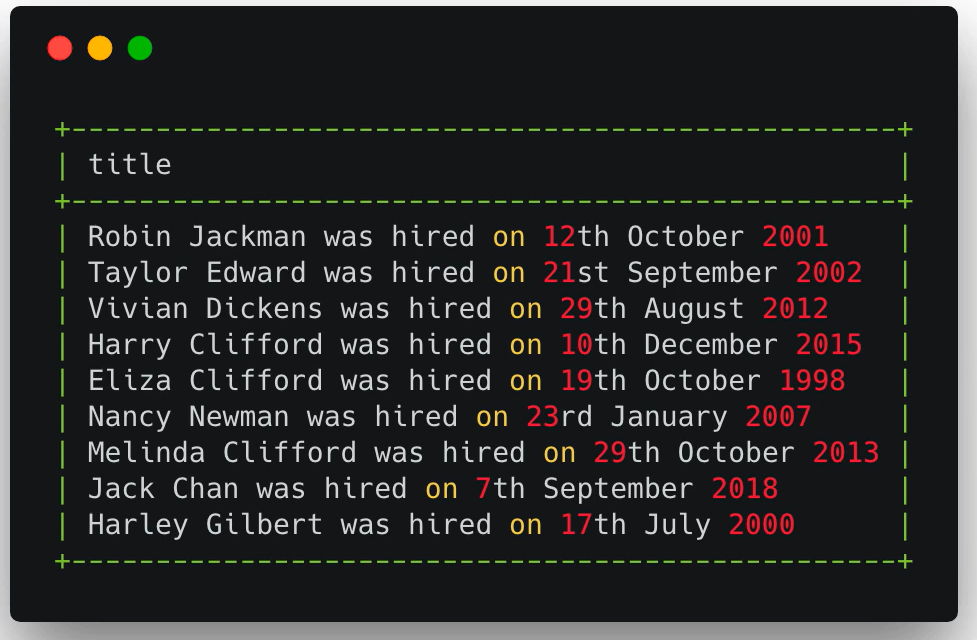 +-------------------------------------------------+
| title                                           |
+-------------------------------------------------+
| Robin Jackman was hired on 12th October 2001    |
| Taylor Edward was hired on 21st September 2002  |
| Vivian Dickens was hired on 29th August 2012    |
| Harry Clifford was hired on 10th December 2015  |
| Eliza Clifford was hired on 19th October 1998   |
| Nancy Newman was hired on 23rd January 2007     |
| Melinda Clifford was hired on 29th October 2013 |
| Jack Chan was hired on 7th September 2018       |
| Harley Gilbert was hired on 17th July 2000      |
+-------------------------------------------------+